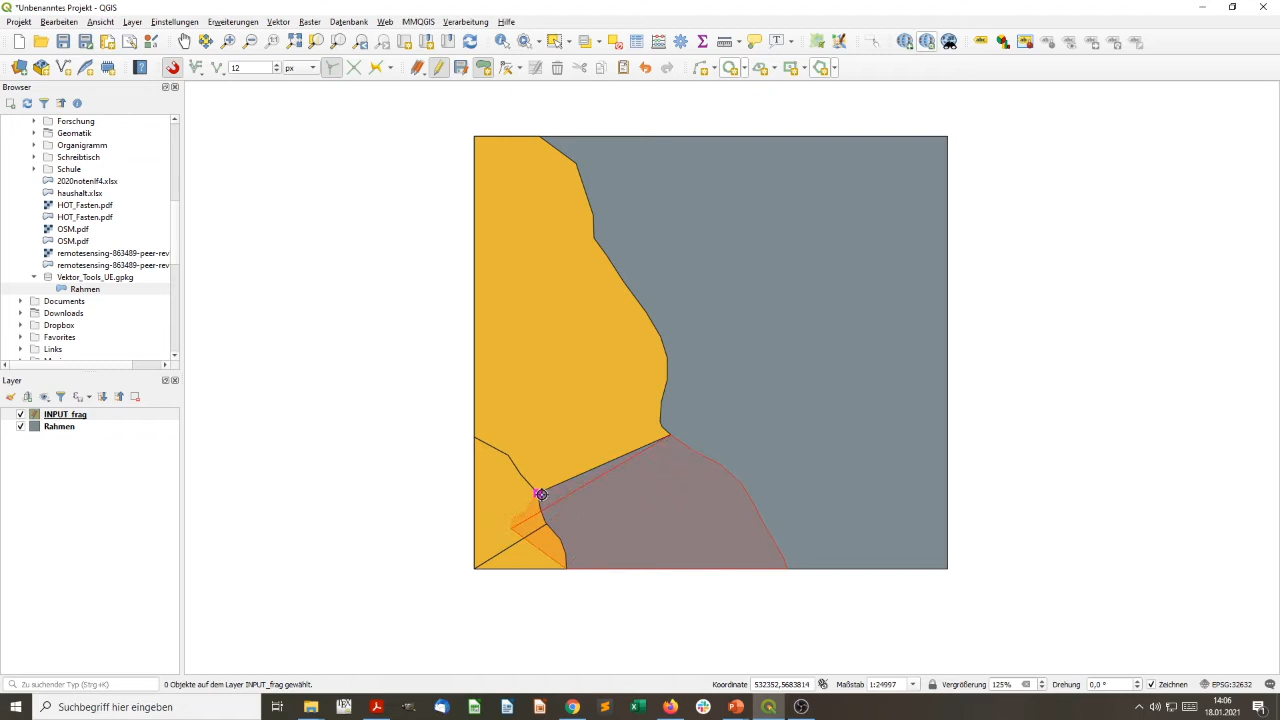 *Unbenanntes Projekt - QGIS
Projekt Bearbeiten Ansicht Layer Einstellungen Erweiterungen Vektor Raster Datenbank Web MMQGIS Verarbeitung Hilfe
12 px
Browser
Forschung
Geomatik
Organigramm
Schreibtisch
Schule
2020notenlf4.xlsx
haushalt.xlsx
HOT_Fasten.pdf
HOT_Fasten.pdf
OSM.pdf
OSM.pdf
remotesensing-863489-peer-rev
remotesensing-863489-peer-rev
Vektor_Tools_UE.gpkg
Rahmen
Documents
Downloads
Dropbox
Favorites
Links
Layer
INPUT_frag
Rahmen
Zu suchender Typ (Strg+K) 0 Objekte auf dem Layer INPUT_frag gewählt. Koordinate 532352,5683814 Maßstab 1:24997 Vergrößerung 125% Drehung 0,0 ° Zeichnen EPSG:32632
Suchbegriff hier eingeben
14:06
18.01.2021